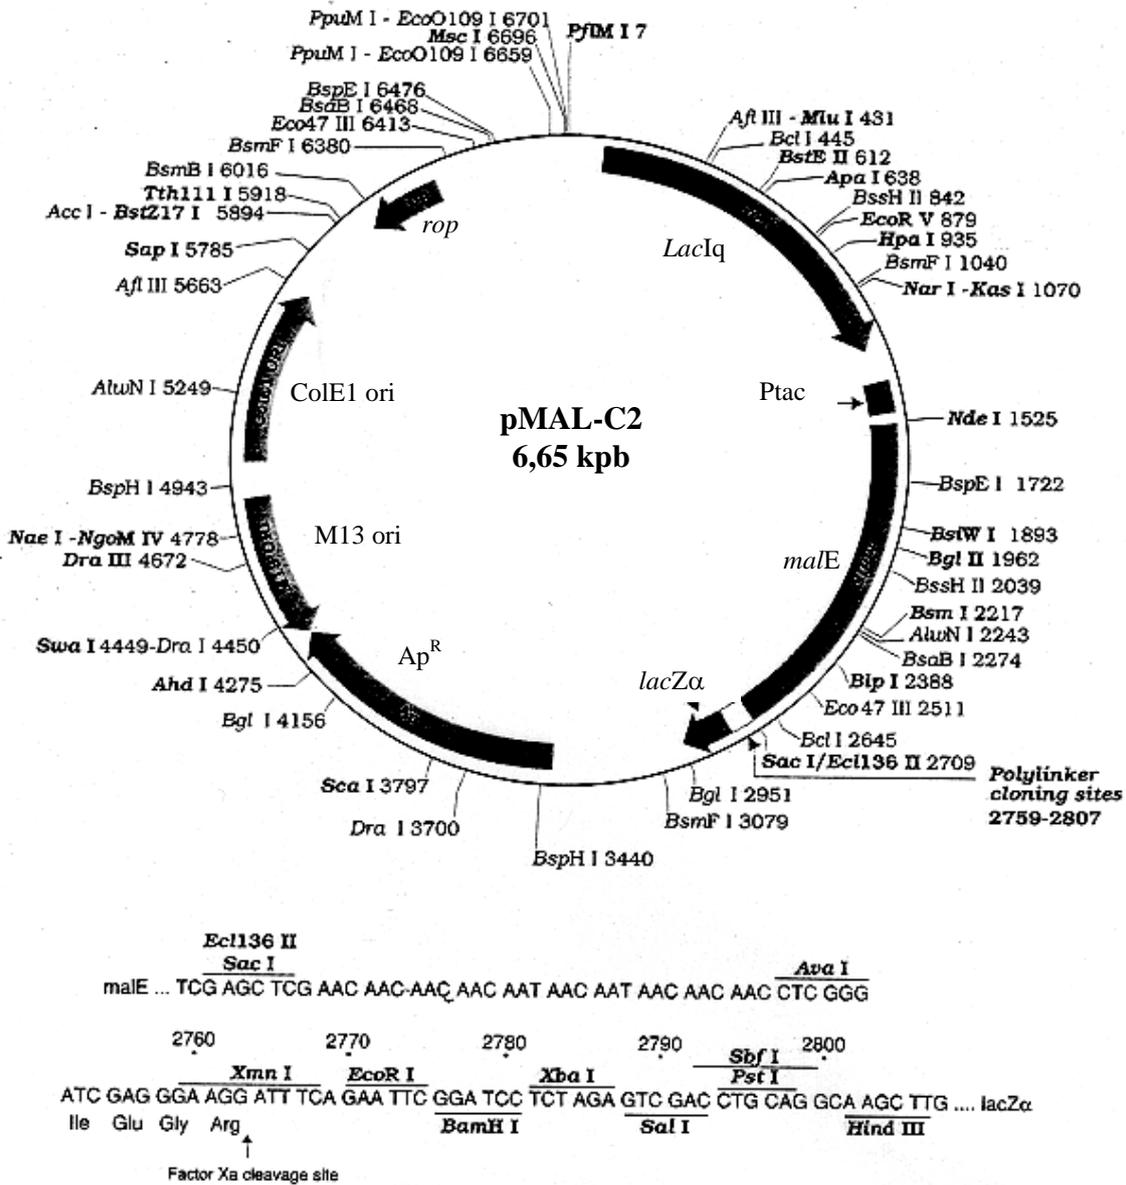 PpuM I - EcoO109 I 6701
Msc I 6696
PpuM I - EcoO109 I 6659
PflM I 7
BspE I 6476
BsaB I 6468
Eco47 III 6413
BsmF I 6380
BsmB I 6016
Tth111 I 5918
Acc I - BstZ17 I 5894
Sap I 5785
Afl III 5663
AlwN I 5249
BspH I 4943
Nae I -NgoM IV 4778
Dra III 4672
Swa I 4449-Dra I 4450
Ahd I 4275
Bgl I 4156
Sca I 3797
Dra I 3700
BspH I 3440
Afl III - Mlu I 431
Bcl I 445
BstE II 612
Apa I 638
BssH II 842
EcoR V 879
Hpa I 935
BsmF I 1040
Nar I -Kas I 1070
Nde I 1525
BspE I 1722
BsiW I 1893
Bgl II 1962
BssH II 2039
Bsm I 2217
AlwN I 2243
BsaB I 2274
Blp I 2388
Eco 47 III 2511
Bcl I 2645
Sac I/Ecl136 II 2709
Polylinker
cloning sites
2759-2807
Bgl I 2951
BsmF I 3079
rop
LacIq
ColE1 ori
Ptac
pMAL-C2
6,65 kpb
M13 ori
malE
ApR
lacZα
Ecl136 II
Sac I
Ava I
malE ... TCG AGC TCG AAC AAC AAC AAC AAT AAC AAT AAC AAC AAC CTC GGG
2760 2770 2780 2790 2800
Sbf I
Xmn I EcoR I Xba I Pst I
ATC GAG GGA AGG ATT TCA GAA TTC GGA TCC TCT AGA GTC GAC CTG CAG GCA AGC TTG .... lacZα
Ile Glu Gly Arg BamH I Sal I Hind III
Factor Xa cleavage site